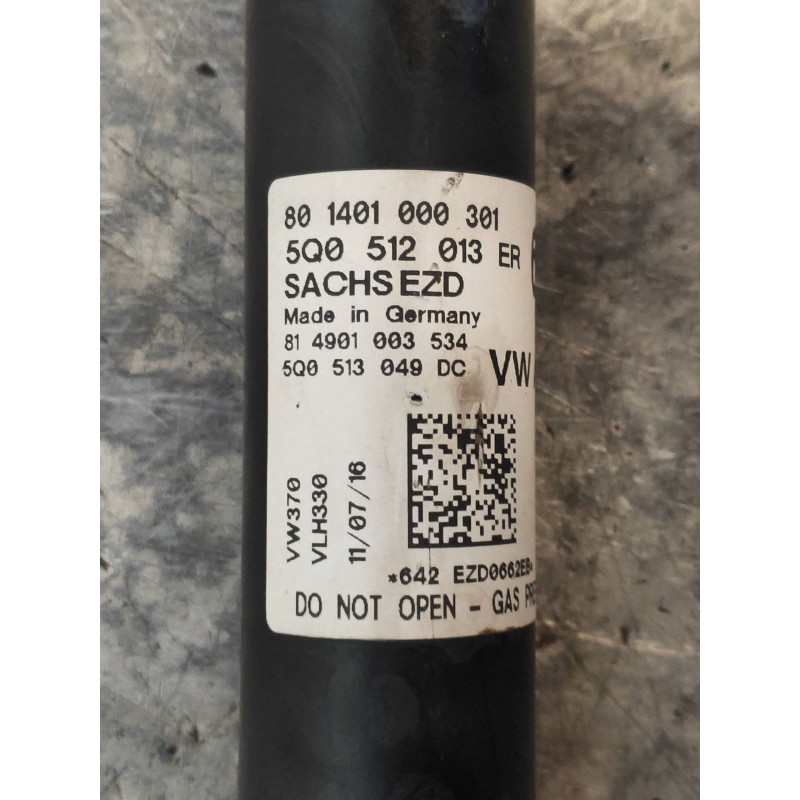 80 1401 000 301
5Q0 512 013 ER
SACHS EZD
Made in Germany
81 4901 003 534
5Q0 513 049 DC
VW
VW370
VLH330
11/07/16
*642 EZD0662EB*
DO NOT OPEN - GAS